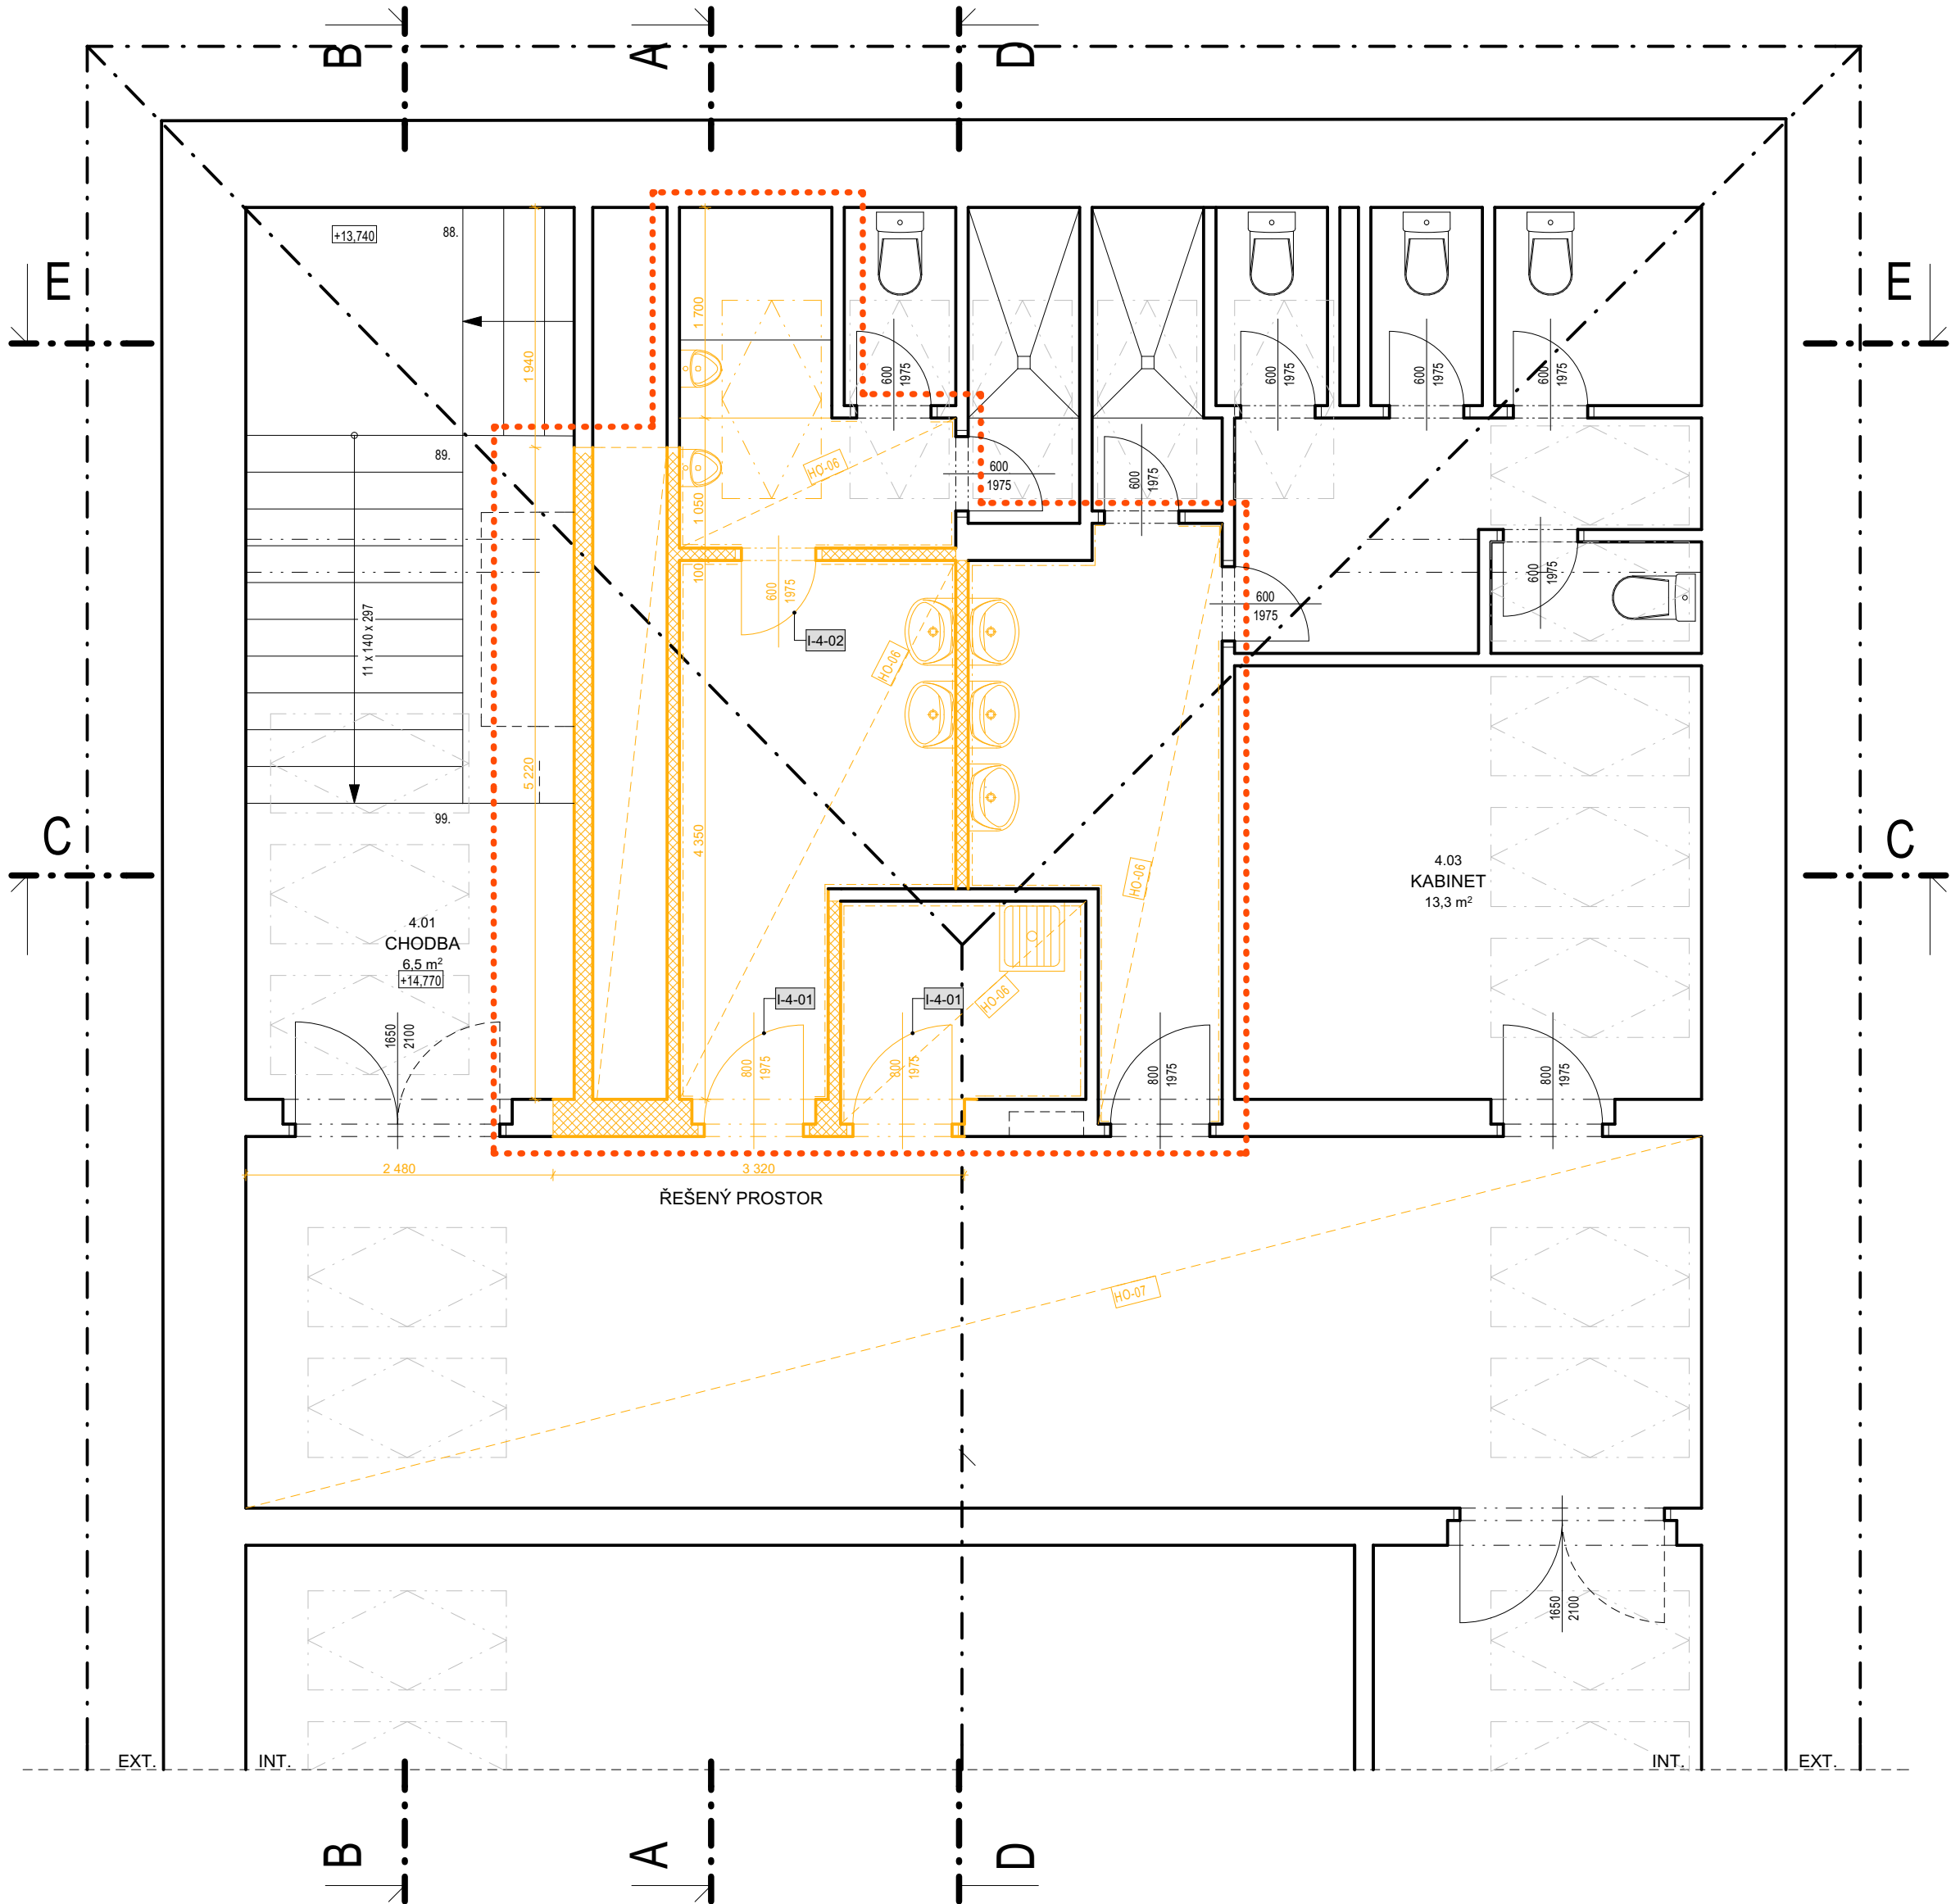 B
A
D
+13,740
88.
E
E
1 700
1 940
600
1975
600
1975
600
1975
600
1975
89.
HO-06
600
1975
600
1975
1 050
100
600
1975
600
1975
600
1975
11 x 140 x 297
I-4-02
HO-06
5 220
99.
4 350
C
C
HO-06
4.03
KABINET
13,3 m²
4.01
CHODBA
6,5 m²
+14,770
I-4-01
I-4-01
HO-06
1650
2100
800
1975
800
1975
800
1975
800
1975
2 480
3 320
ŘEŠENÝ PROSTOR
HO-07
1650
2100
EXT.
INT.
INT.
EXT.
B
A
D